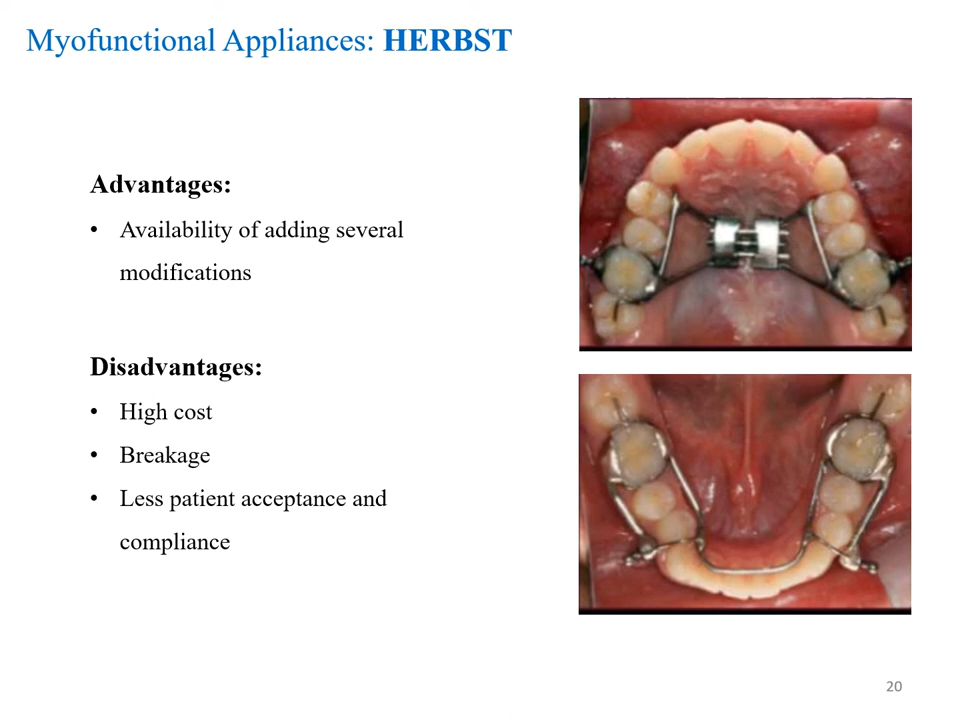 Myofunctional Appliances: HERBST
Advantages:
• Availability of adding several
modifications
Disadvantages:
• High cost
• Breakage
• Less patient acceptance and
compliance
20